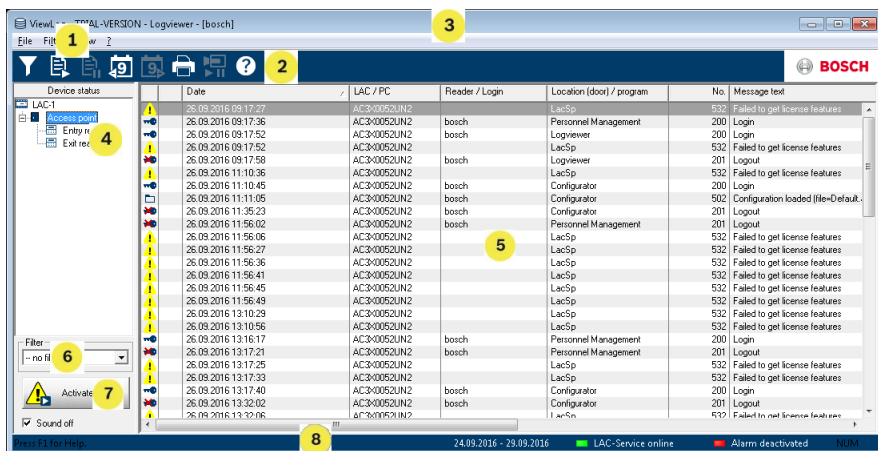 ViewLog - TRIAL-VERSION - Logviewer - [bosch]
3
File
?
1
9
9
?
2
BOSCH
Device status
LAC-1
Access point
4
Date LAC / PC Reader / Login Location (door) / program No. Message text
26.09.2016 09:17:27 AC3X0052UN2 LacSp 532 Failed to get license features
26.09.2016 09:17:36 AC3X0052UN2 bosch Personnel Management 200 Login
26.09.2016 09:17:52 AC3X0052UN2 bosch Logviewer 200 Login
26.09.2016 09:17:52 AC3X0052UN2 LacSp 532 Failed to get license features
26.09.2016 09:17:58 AC3X0052UN2 bosch Logviewer 201 Logout
26.09.2016 11:10:36 AC3X0052UN2 LacSp 532 Failed to get license features
26.09.2016 11:10:45 AC3X0052UN2 bosch Configurator 200 Login
26.09.2016 11:11:05 AC3X0052UN2 bosch Configurator 502 Configuration loaded (file=Default.
26.09.2016 11:35:23 AC3X0052UN2 bosch Configurator 201 Logout
26.09.2016 11:56:02 AC3X0052UN2 bosch Personnel Management 201 Logout
26.09.2016 11:56:06 AC3X0052UN2 LacSp 532 Failed to get license features
26.09.2016 11:56:27 AC3X0052UN2 LacSp 532 Failed to get license features
26.09.2016 11:56:36 AC3X0052UN2 LacSp 532 Failed to get license features
26.09.2016 11:56:41 AC3X0052UN2 LacSp 532 Failed to get license features
26.09.2016 11:56:45 AC3X0052UN2 LacSp 532 Failed to get license features
26.09.2016 11:56:49 AC3X0052UN2 LacSp 532 Failed to get license features
26.09.2016 13:10:29 AC3X0052UN2 LacSp 532 Failed to get license features
26.09.2016 13:10:56 AC3X0052UN2 LacSp 532 Failed to get license features
26.09.2016 13:16:17 AC3X0052UN2 bosch Personnel Management 200 Login
26.09.2016 13:17:21 AC3X0052UN2 bosch Personnel Management 201 Logout
26.09.2016 13:17:25 AC3X0052UN2 LacSp 532 Failed to get license features
26.09.2016 13:17:33 AC3X0052UN2 LacSp 532 Failed to get license features
26.09.2016 13:17:40 AC3X0052UN2 bosch Configurator 200 Login
26.09.2016 13:32:02 AC3X0052UN2 bosch Configurator 201 Logout
26.09.2016 13:32:06 AC3X0052UN2 LacSp 532 Failed to get license features
5
Filter
-- no
6
Activate
7
Sound off
8
Press F1 for Help. 24.09.2016 - 29.09.2016 LAC-Service online Alarm deactivated NUM